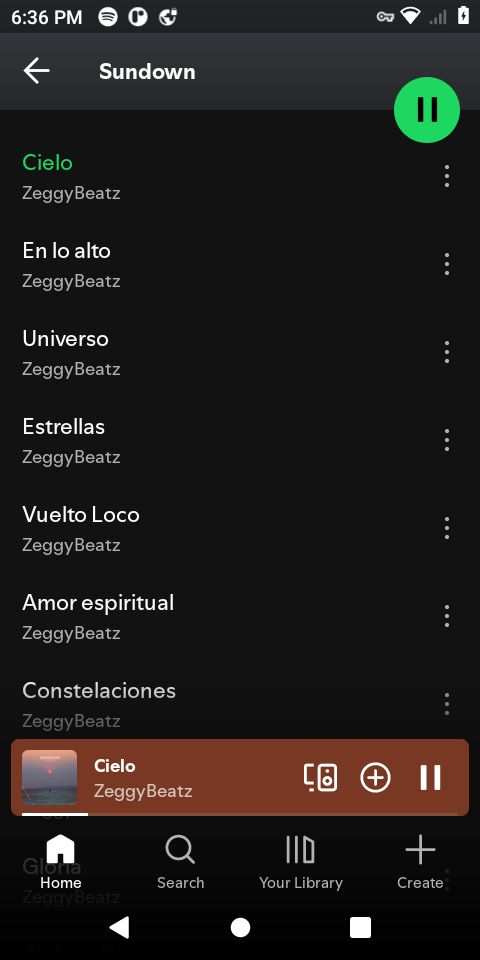 6:36 PM
Sundown
Cielo
ZeggyBeatz
En lo alto
ZeggyBeatz
Universo
ZeggyBeatz
Estrellas
ZeggyBeatz
Vuelto Loco
ZeggyBeatz
Amor espiritual
ZeggyBeatz
Constelaciones
ZeggyBeatz
Cielo
ZeggyBeatz
Gloria
Home
Search
Your Library
Create
ZeggyBeatz